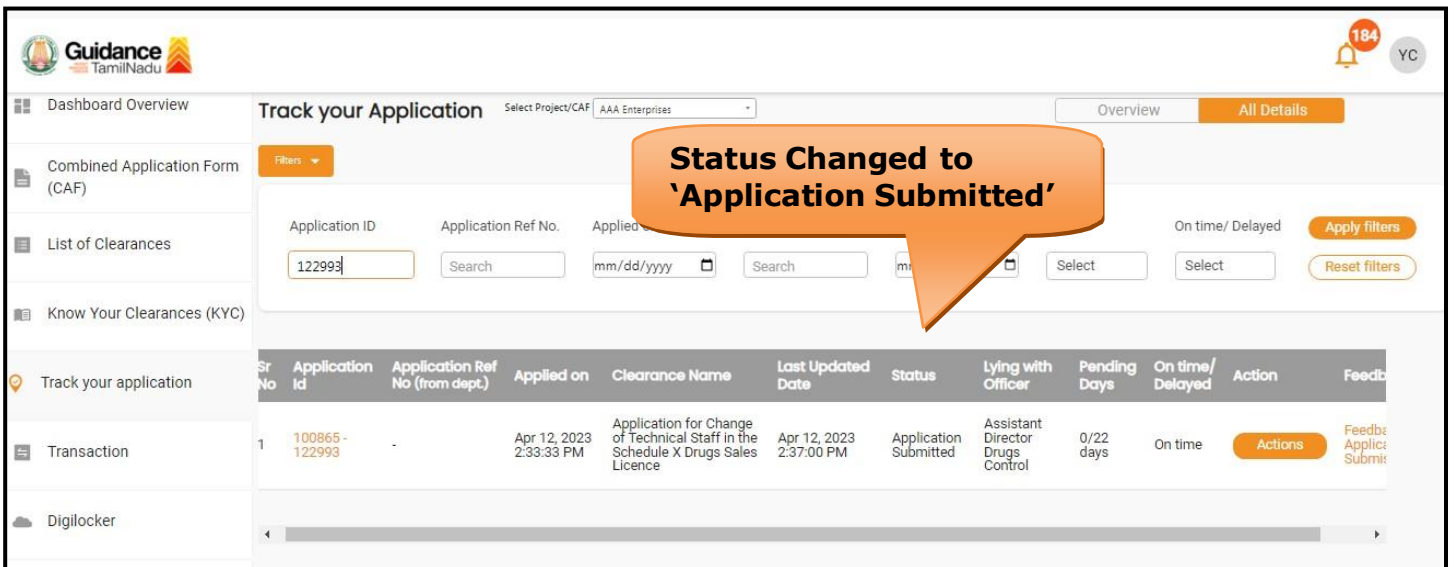 Guidance
TamilNadu
184
YC
Dashboard Overview
Combined Application Form
(CAF)
List of Clearances
Know Your Clearances (KYC)
Track your application
Transaction
Digilocker
Track your Application
Select Project/CAF
AAA Enterprises
Overview
All Details
Filters
Status Changed to
‘Application Submitted’
Application ID
Application Ref No.
Applied
On time/ Delayed
Apply filters
122993
Search
mm/dd/yyyy
Search
Select
Select
Reset filters
Sr No
Application Id
Application Ref No (from dept.)
Applied on
Clearance Name
Last Updated Date
Status
Lying with Officer
Pending Days
On time/ Delayed
Action
Feedb
1
100865 -
122993
-
Apr 12, 2023
2:33:33 PM
Application for Change
of Technical Staff in the
Schedule X Drugs Sales
Licence
Apr 12, 2023
2:37:00 PM
Application
Submitted
Assistant
Director
Drugs
Control
0/22
days
On time
Actions
Feedba
Applica
Submis